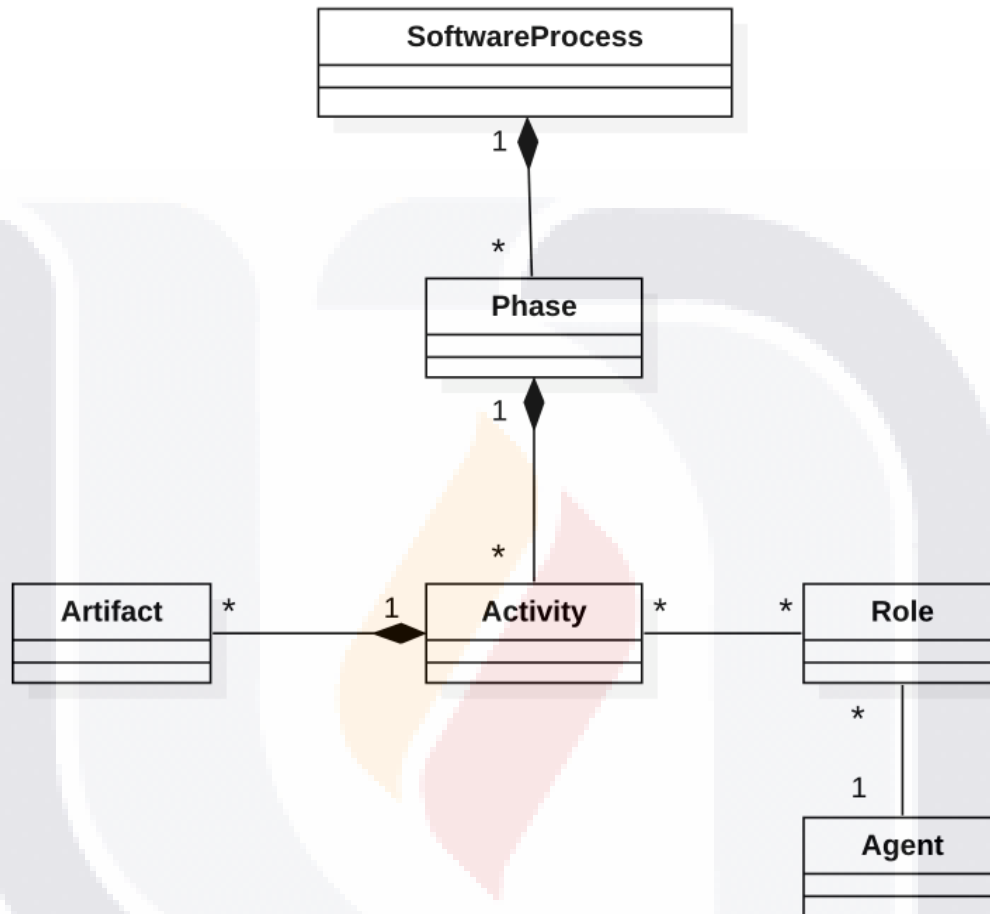 SoftwareProcess
1
*
Phase
1
*
Artifact
*
1
Activity
*
*
Role
*
1
Agent